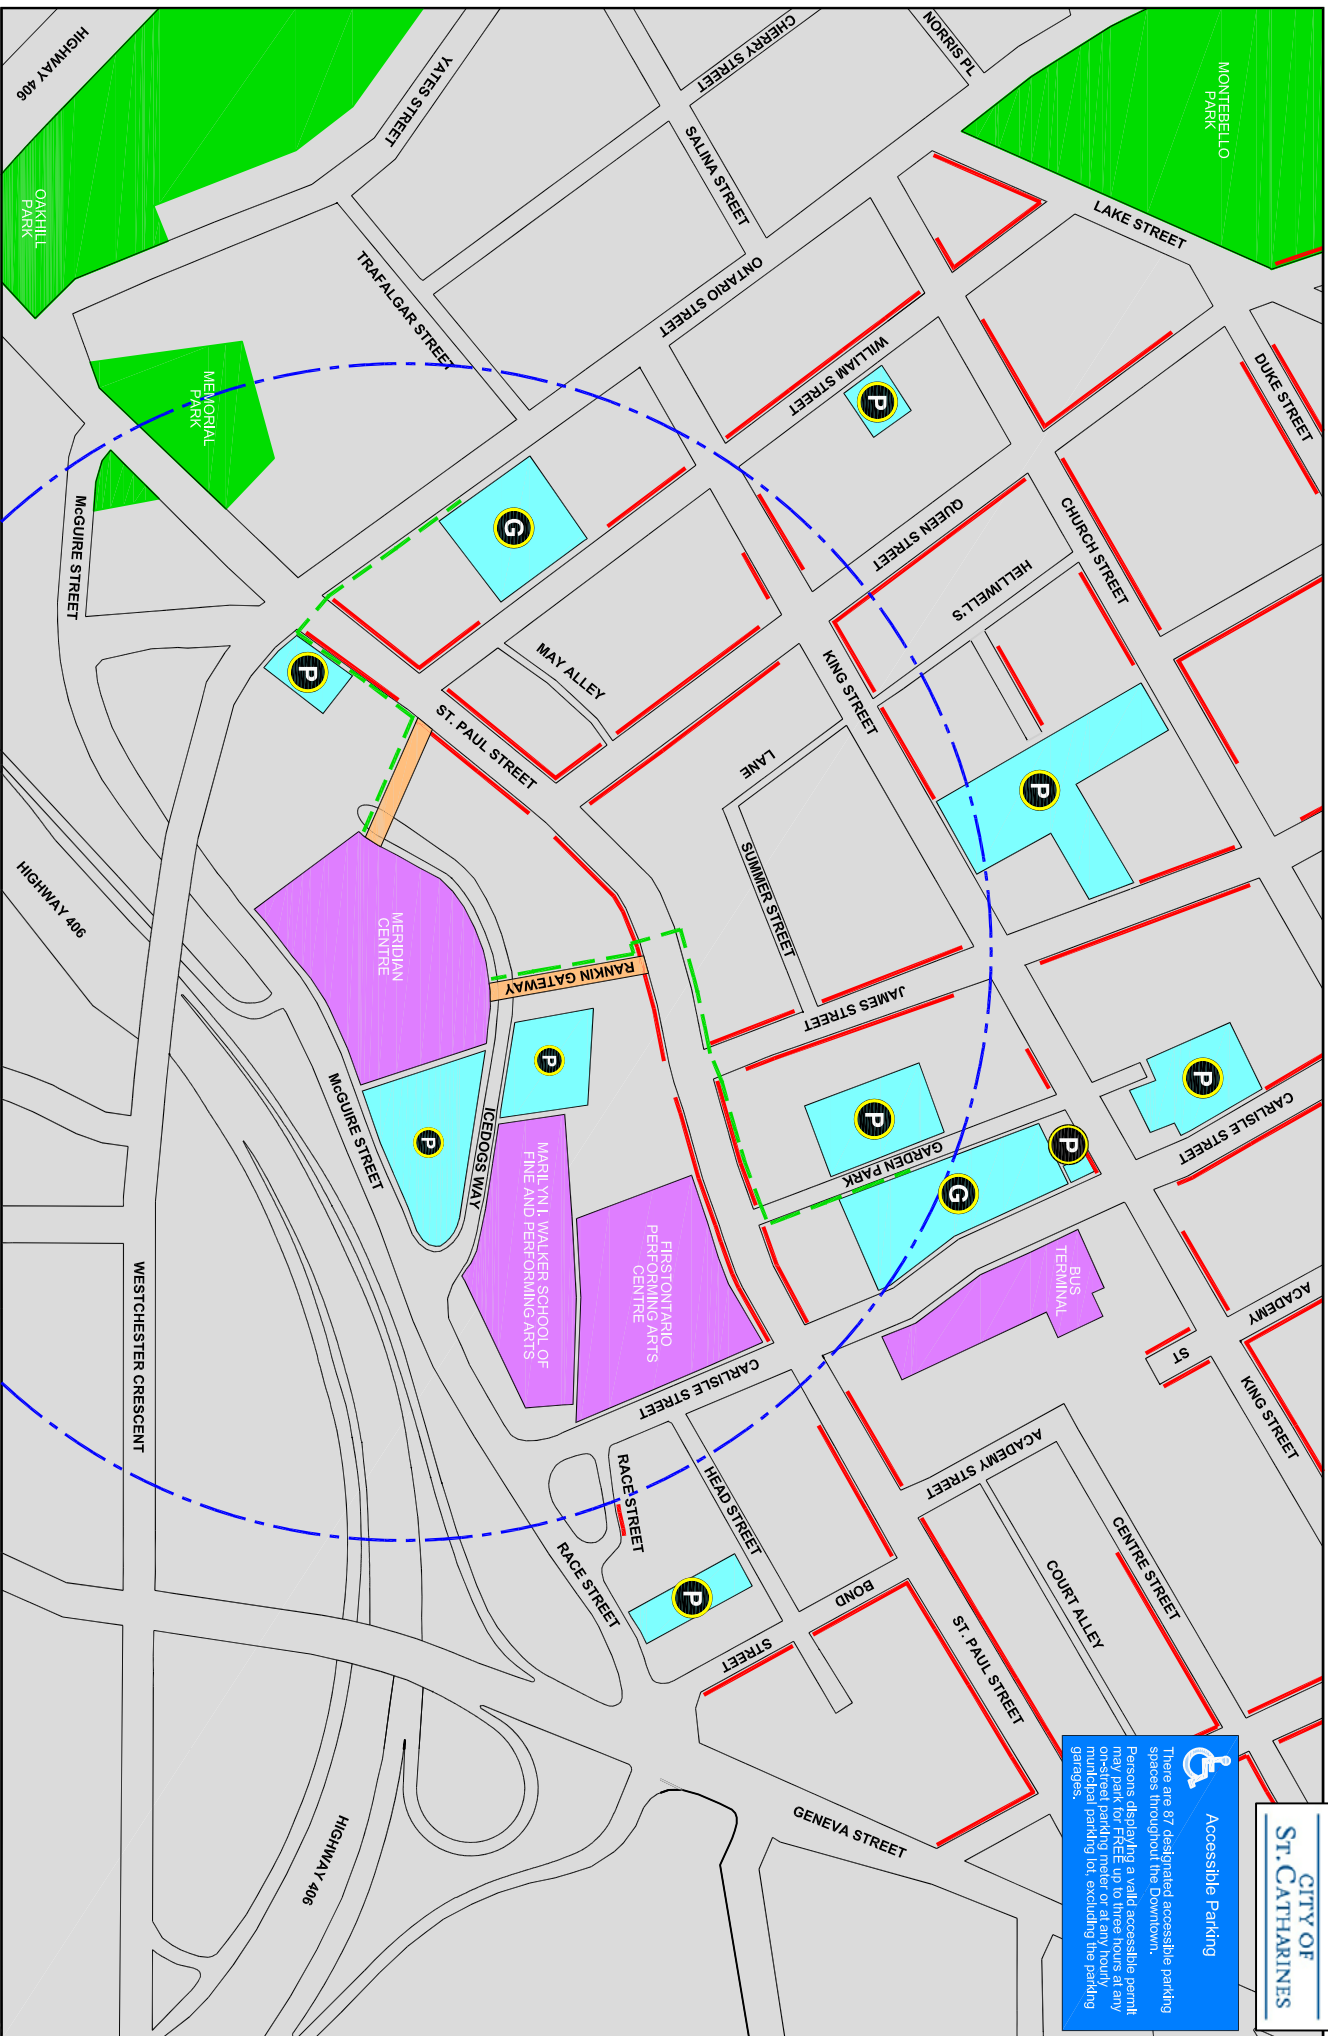 CITY OF
ST. CATHARINES
Accessible Parking
There are 87 designated accessible parking
spaces throughout the Downtown.
Persons displaying a valid accessible permit
may park for FREE up to three hours at any
on-street parking meter or at any hourly
municipal parking lot, excluding the parking
garages.
MONTEBELLO
PARK
LAKE STREET
DUKE STREET
NORRIS PL
CHERRY STREET
SALINA STREET
ONTARIO STREET
WILLIAM STREET
P
QUEEN STREET
CHURCH STREET
HELLIWELL'S
LANE
KING STREET
P
YATES STREET
HIGHWAY 406
OAKHILL
PARK
TRAFALGAR STREET
MEMORIAL
PARK
McGUIRE STREET
G
P
MAY ALLEY
ST. PAUL STREET
SUMMER STREET
JAMES STREET
P
CARLISLE STREET
P
P
GARDEN PARK
G
BUS
TERMINAL
RANKIN GATEWAY
MERIDIAN
CENTRE
P
P
ICEDOGS WAY
McGUIRE STREET
HIGHWAY 406
MARILYN I. WALKER SCHOOL OF
FINE AND PERFORMING ARTS
FIRSTONTARIO
PERFORMING ARTS
CENTRE
CARLISLE STREET
WESTCHESTER CRESCENT
ACADEMY
ST
KING STREET
ACADEMY STREET
CENTRE STREET
COURT ALLEY
ST. PAUL STREET
HEAD STREET
RACE STREET
RACE STREET
P
BOND
STREET
GENEVA STREET
HIGHWAY 406